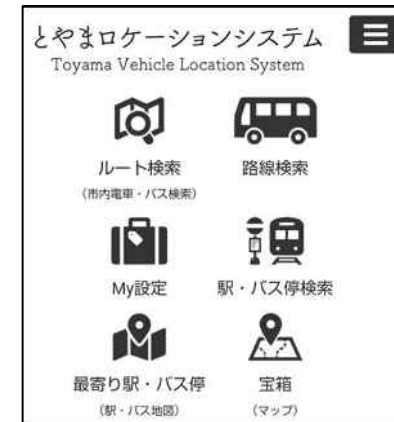 とやまロケーションシステム
Toyama Vehicle Location System
ルート検索
路線検索
(市内電車・バス検索)
My設定
駅・バス停検索
最寄り駅・バス停
宝箱
(駅・バス地図)
(マップ)